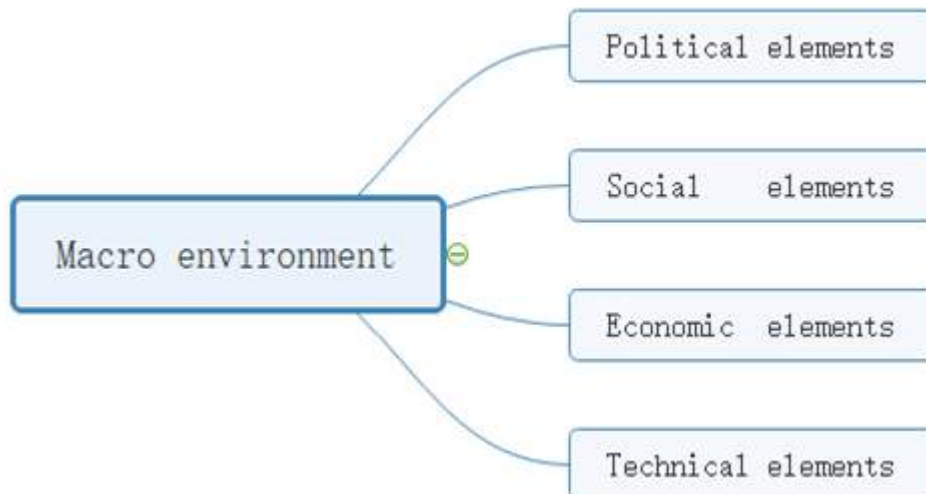 Political elements
Social elements
Macro environment
Economic elements
Technical elements